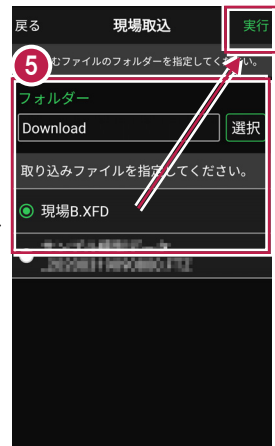 戻る 現場取込 実行
むファイルのフォルダーを指定してください。
5
フォルダー
Download 選択
取り込みファイルを指定してください。
現場B.XFD